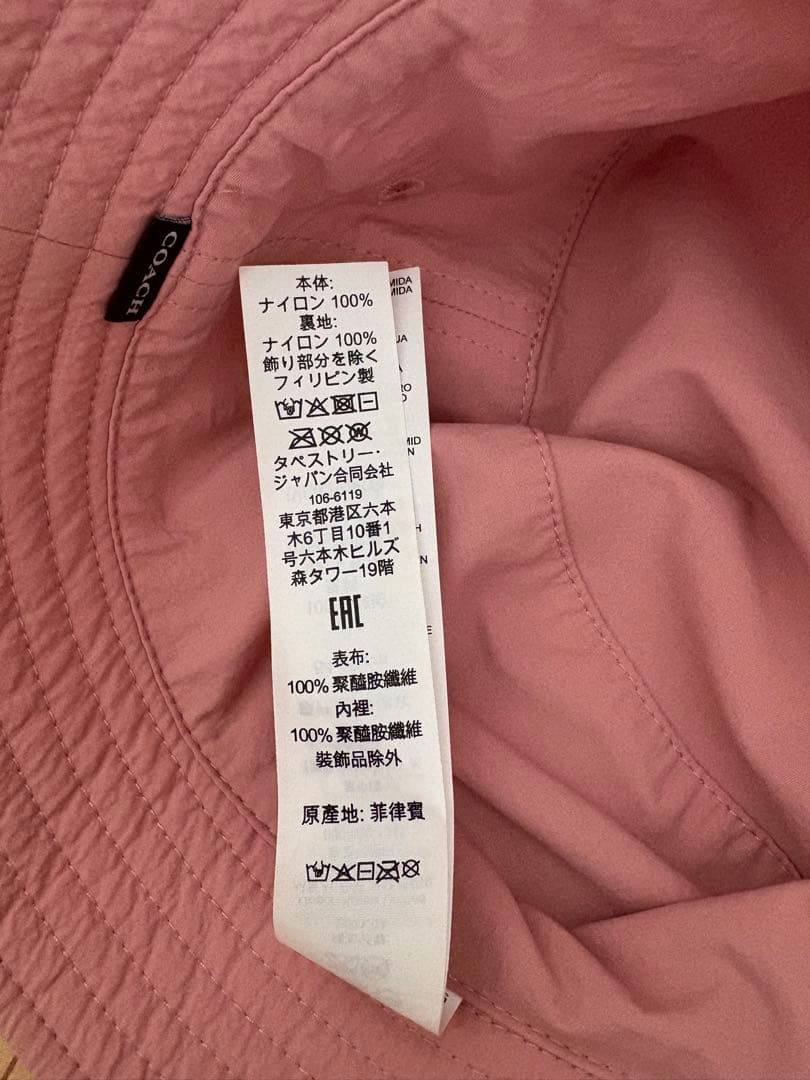 COACH
本体:
ナイロン 100%
裏地:
ナイロン 100%
飾り部分を除く
フィリピン製
タペストリー・
ジャパン合同会社
106-6119
東京都港区六本
木6丁目10番1
号六本木ヒルズ
森タワー19階
EAC
表布:
100% 聚醯胺纖維
內裡:
100% 聚醯胺纖維
裝飾品除外
原產地: 菲律賓